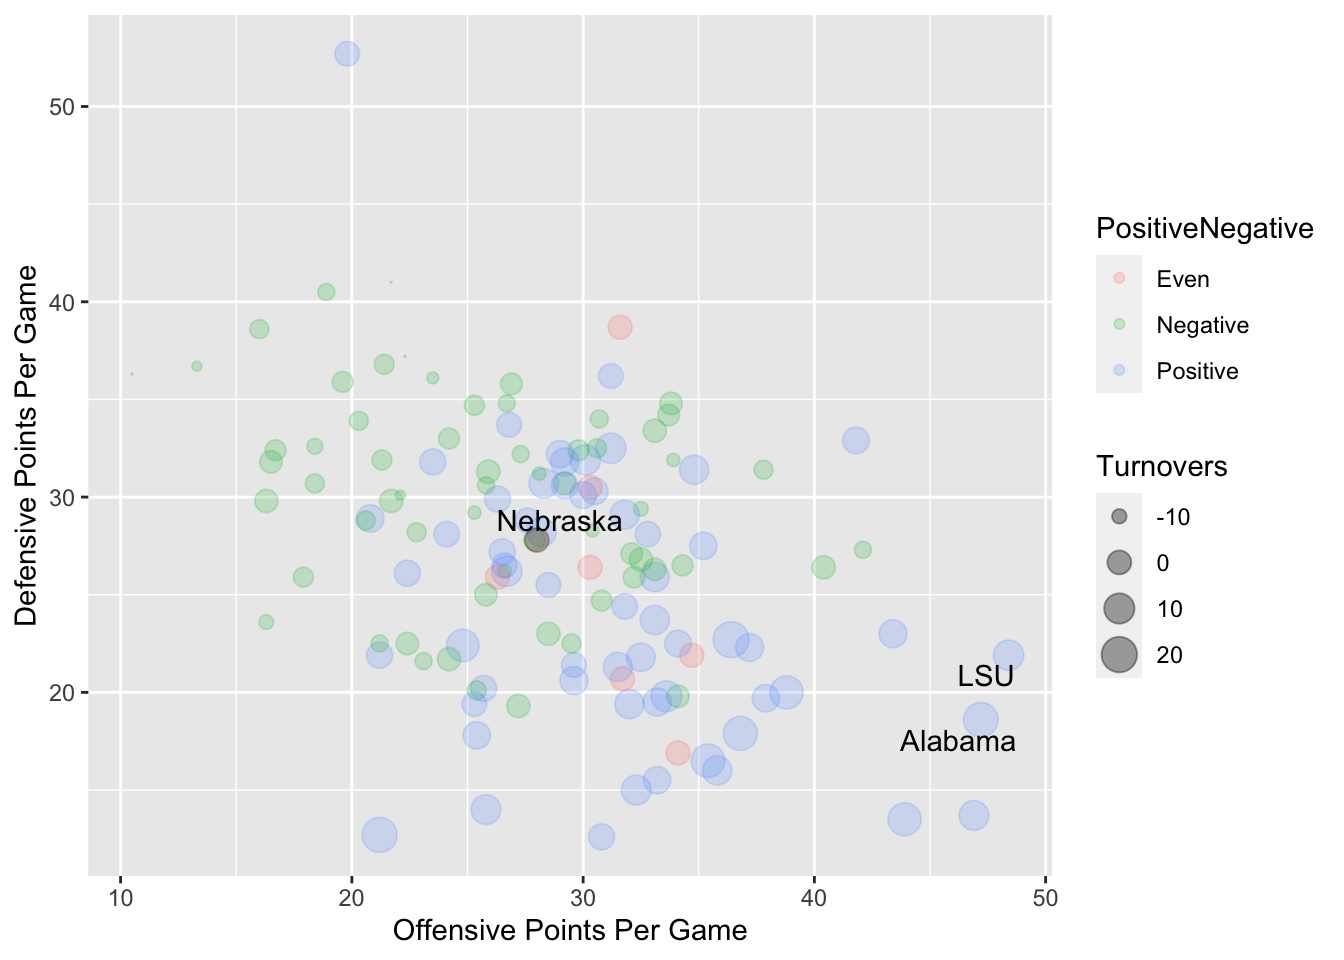 50
40
30
20
Defensive Points Per Game
Nebraska
LSU
Alabama
10
20
30
40
50
Offensive Points Per Game
PositiveNegative
Even
Negative
Positive
Turnovers
-10
0
10
20